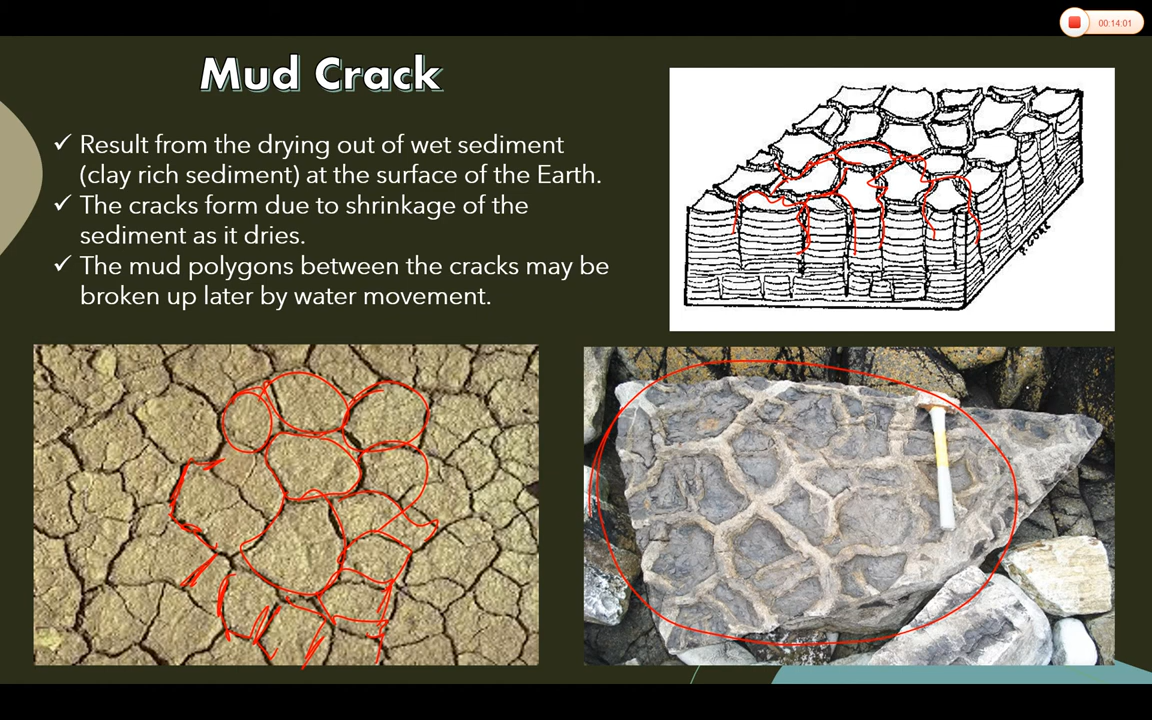 00:14:01
Mud Crack
✓ Result from the drying out of wet sediment
(clay rich sediment) at the surface of the Earth.
✓ The cracks form due to shrinkage of the
sediment as it dries.
✓ The mud polygons between the cracks may be
broken up later by water movement.
P. GORE